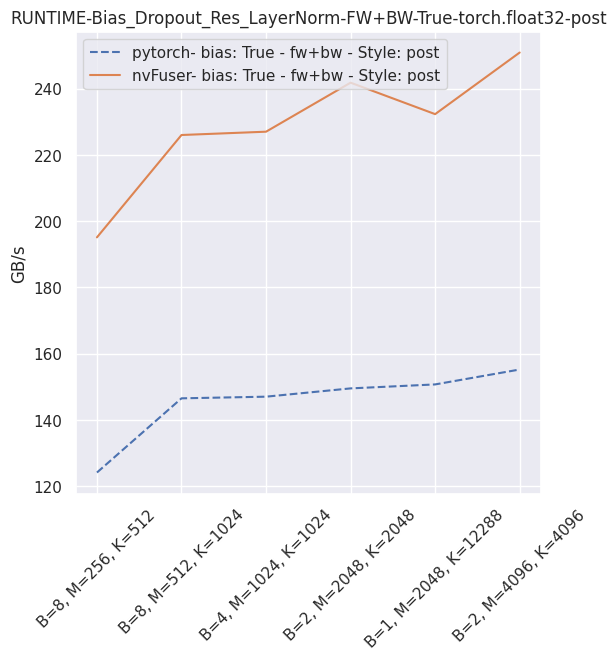 RUNTIME-Bias_Dropout_Res_LayerNorm-FW+BW-True-torch.float32-post
pytorch- bias: True - fw+bw - Style: post
nvFuser- bias: True - fw+bw - Style: post
GB/s
240
220
200
180
160
140
120
B=8, M=256, K=512
B=8, M=512, K=1024
B=4, M=1024, K=1024
B=2, M=2048, K=2048
B=1, M=2048, K=12288
B=2, M=4096, K=4096